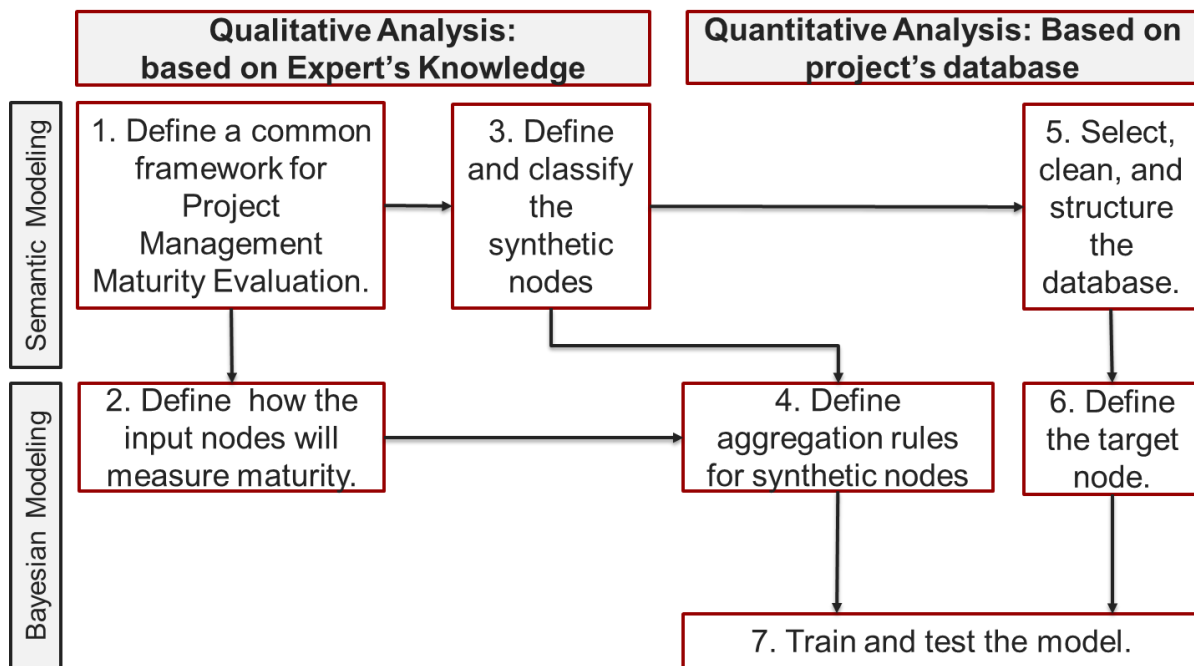 Qualitative Analysis:
based on Expert's Knowledge
Quantitative Analysis: Based on
project's database
Semantic Modeling
1. Define a common
framework for
Project
Management
Maturity Evaluation.
3. Define
and classify
the
synthetic
nodes
5. Select,
clean, and
structure
the
database.
Bayesian Modeling
2. Define how the
input nodes will
measure maturity.
4. Define
aggregation rules
for synthetic nodes
6. Define
the target
node.
7. Train and test the model.